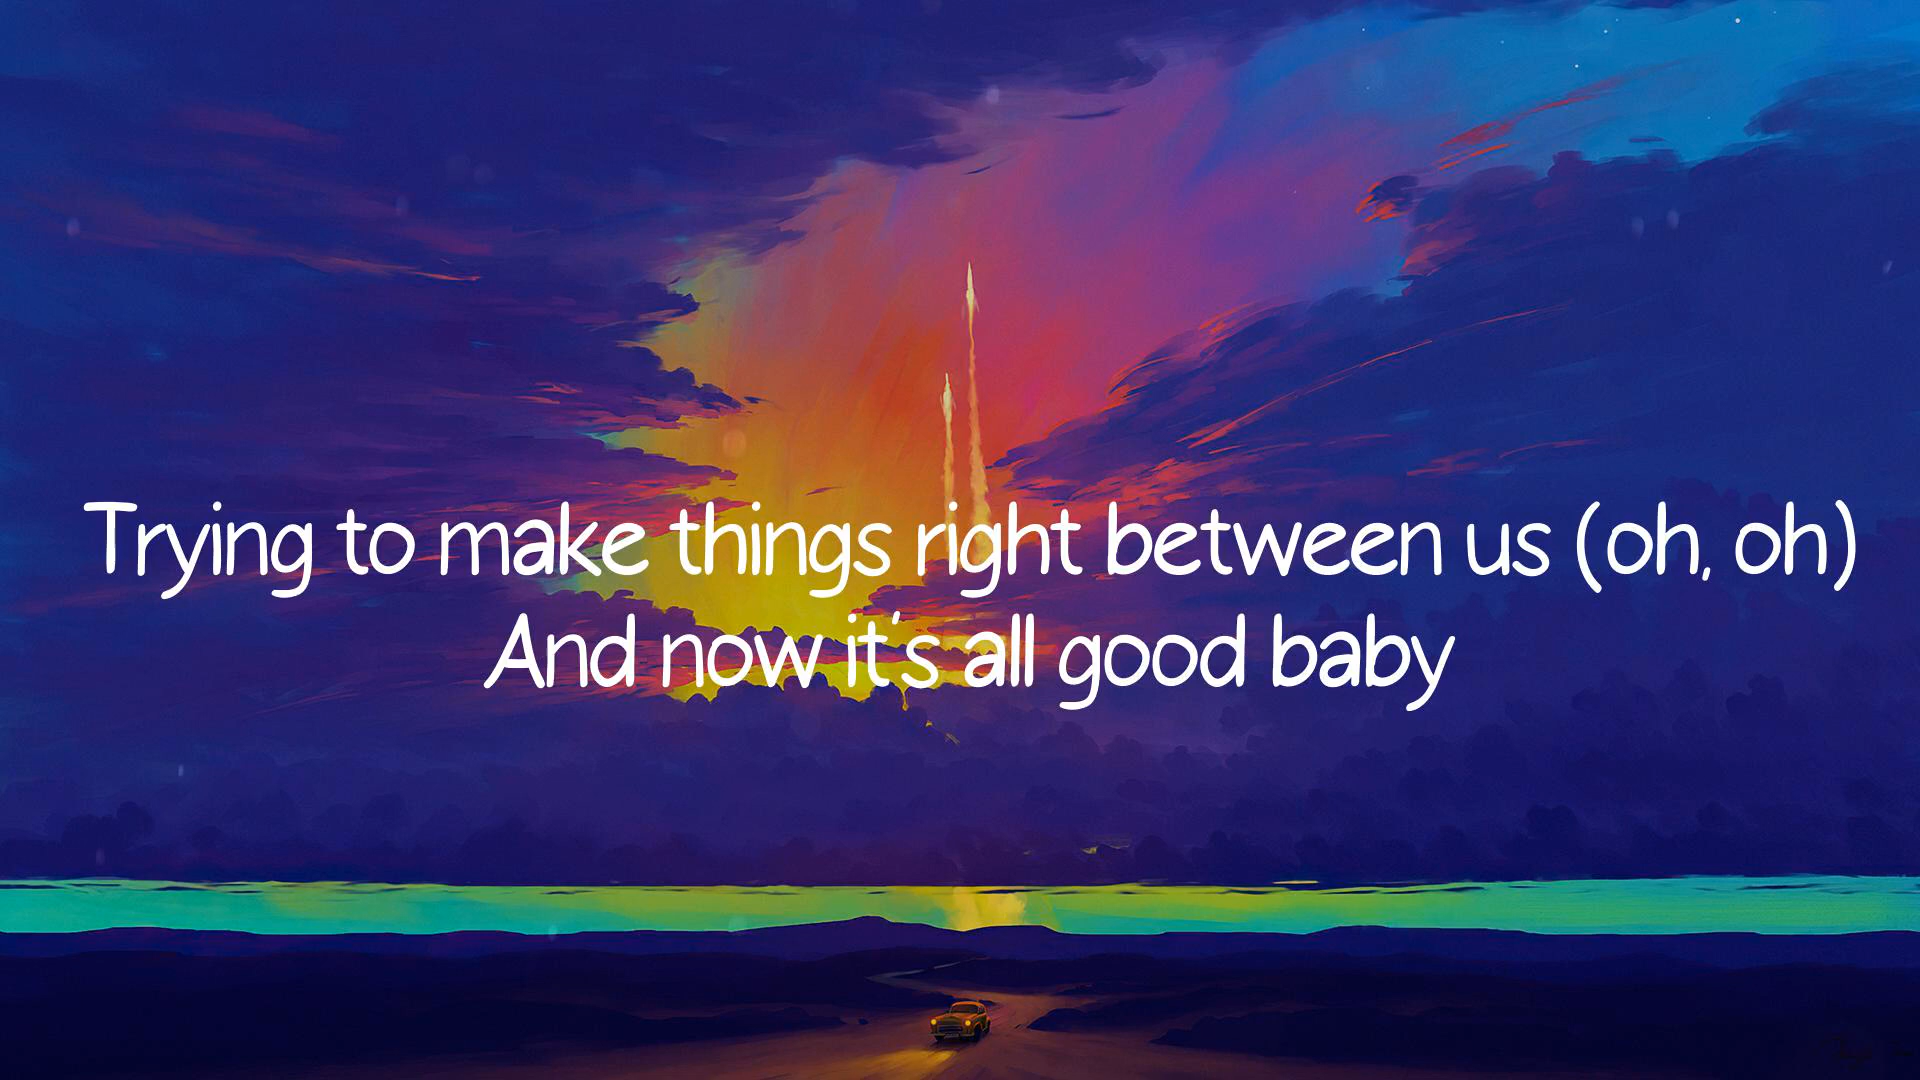 Trying to make things right between us (oh, oh)
And now it's all good baby